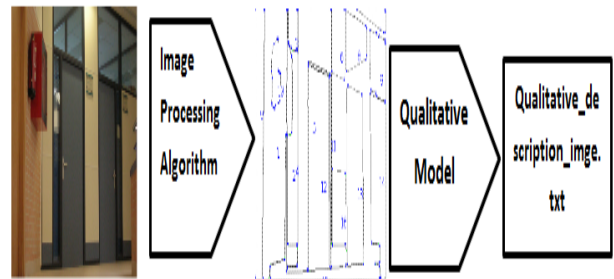 Image
Processing
Algorithm
Qualitative
Model
Qualitative_de
scription_imge.
txt